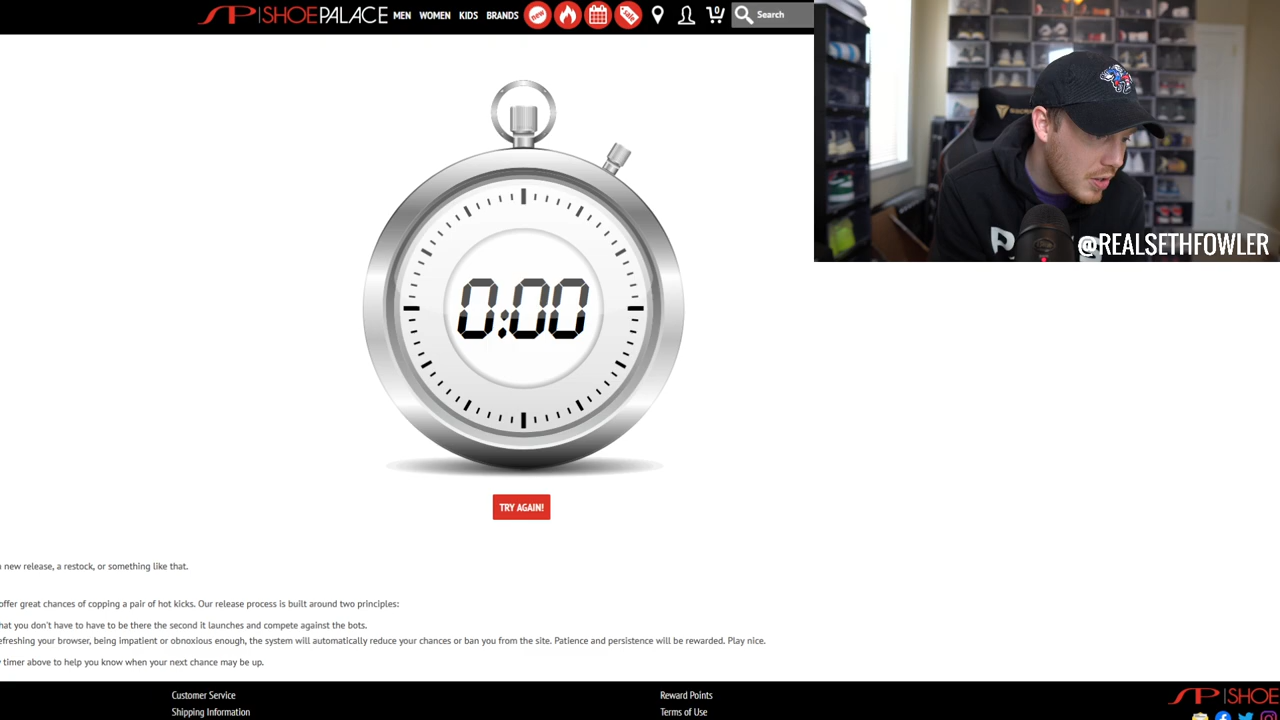 SP SHOEPALACE MEN WOMEN KIDS BRANDS new sale 0 Search
@REALSETHFOWLER
0:00
TRY AGAIN!
new release, a restock, or something like that.
offer great chances of copping a pair of hot kicks. Our release process is built around two principles:
hat you don't have to have to be there the second it launches and compete against the bots.
efreshing your browser, being impatient or obnoxious enough, the system will automatically reduce your chances or ban you from the site. Patience and persistence will be rewarded. Play nice.
timer above to help you know when your next chance may be up.
Customer Service Reward Points SP SHOE
Shipping Information Terms of Use